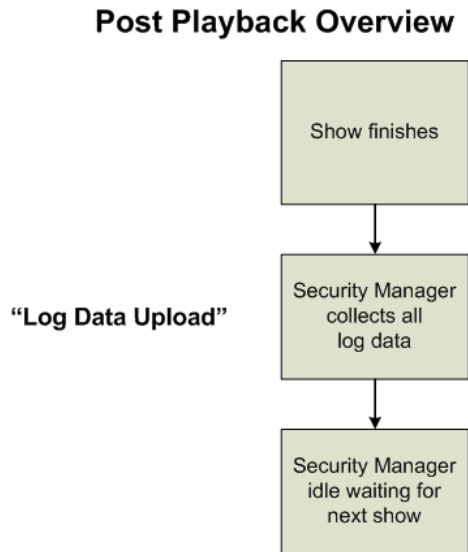 Post Playback Overview
Show finishes
“Log Data Upload”
Security Manager
collects all
log data
Security Manager
idle waiting for
next show